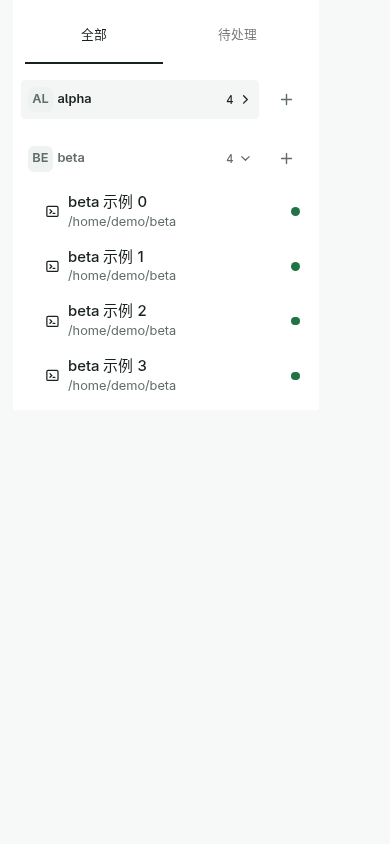 全部
待处理
AL alpha 4
BE beta 4
beta 示例 0
/home/demo/beta
beta 示例 1
/home/demo/beta
beta 示例 2
/home/demo/beta
beta 示例 3
/home/demo/beta